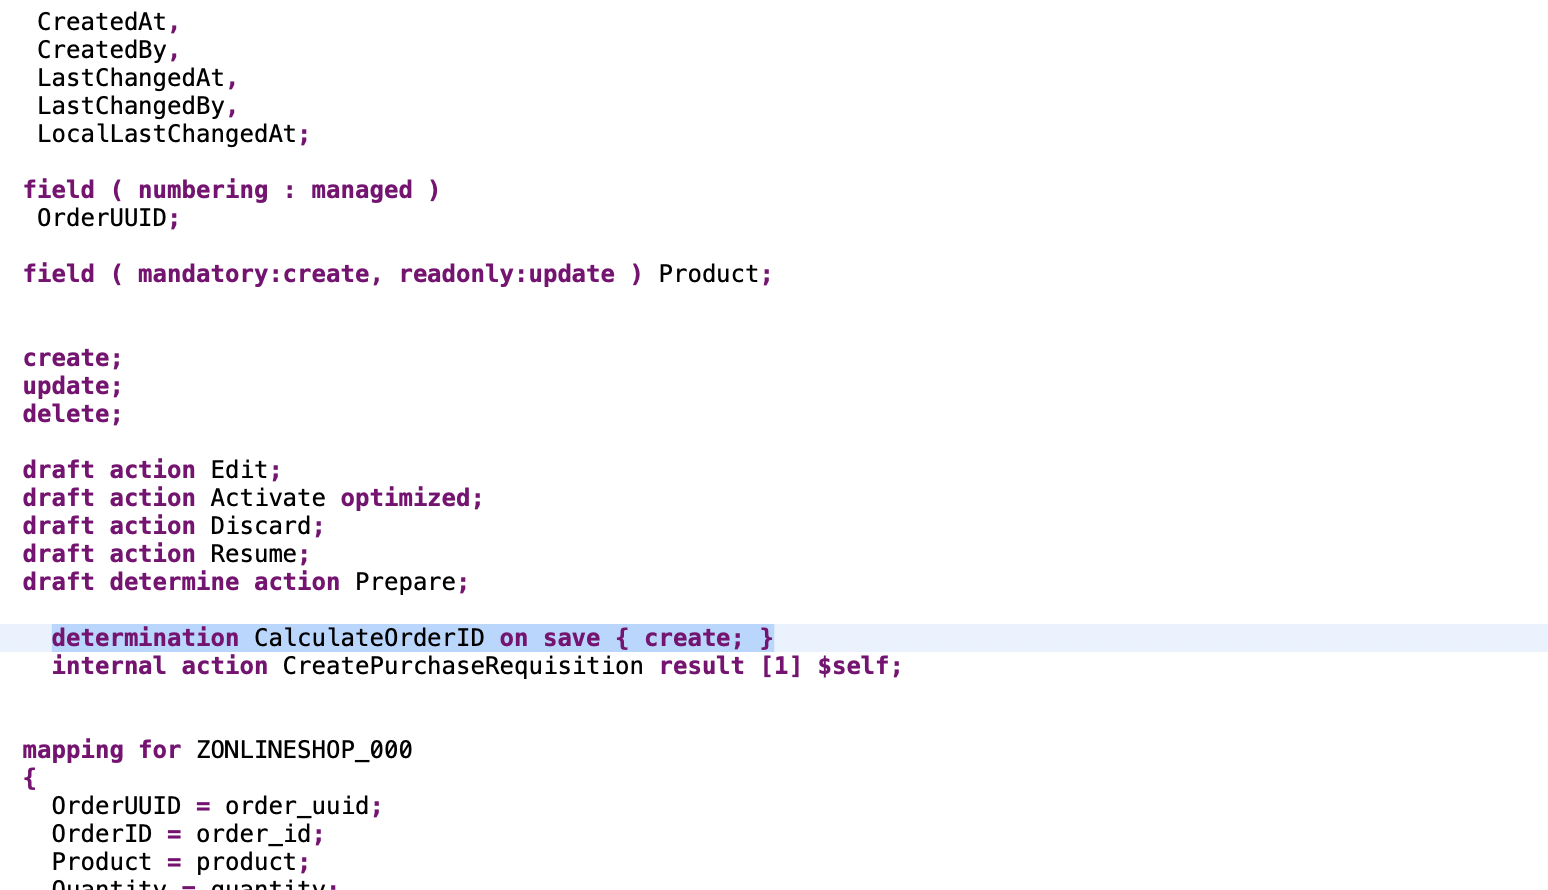 CreatedAt,
CreatedBy,
LastChangedAt,
LastChangedBy,
LocalLastChangedAt;
field ( numbering : managed )
OrderUUID;
field ( mandatory:create, readonly:update ) Product;
create;
update;
delete;
draft action Edit;
draft action Activate optimized;
draft action Discard;
draft action Resume;
draft determine action Prepare;
determination CalculateOrderID on save { create; }
internal action CreatePurchaseRequisition result [1] $self;
mapping for ZONLINESHOP_000
{
OrderUUID = order_uuid;
OrderID = order_id;
Product = product;
Quantity = quantity;